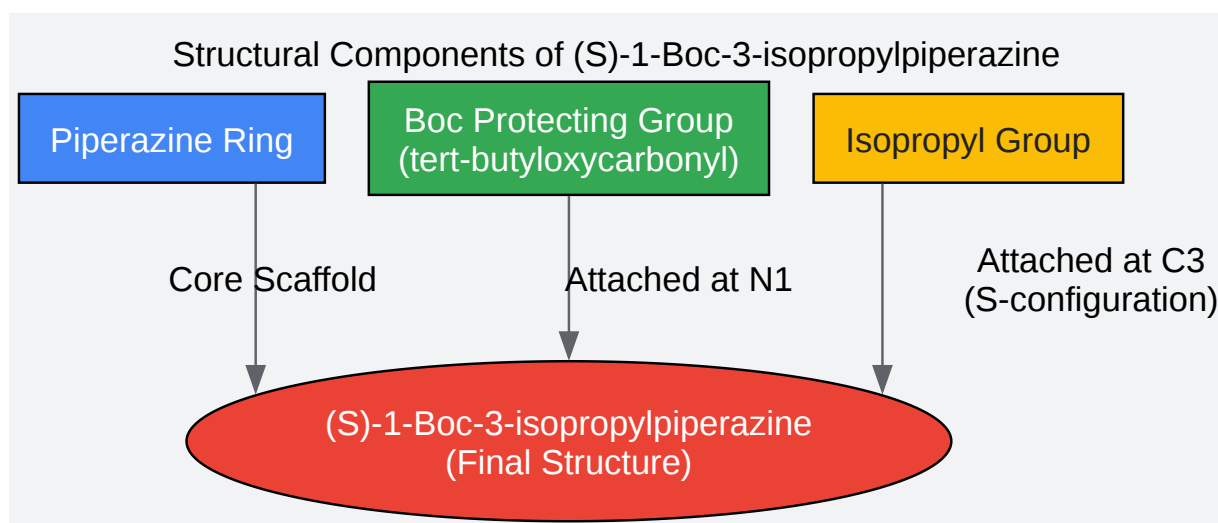 Structural Components of (S)-1-Boc-3-isopropylpiperazine
Piperazine Ring
Boc Protecting Group
(tert-butyloxycarbonyl)
Isopropyl Group
Core Scaffold
Attached at N1
Attached at C3
(S-configuration)
(S)-1-Boc-3-isopropylpiperazine
(Final Structure)